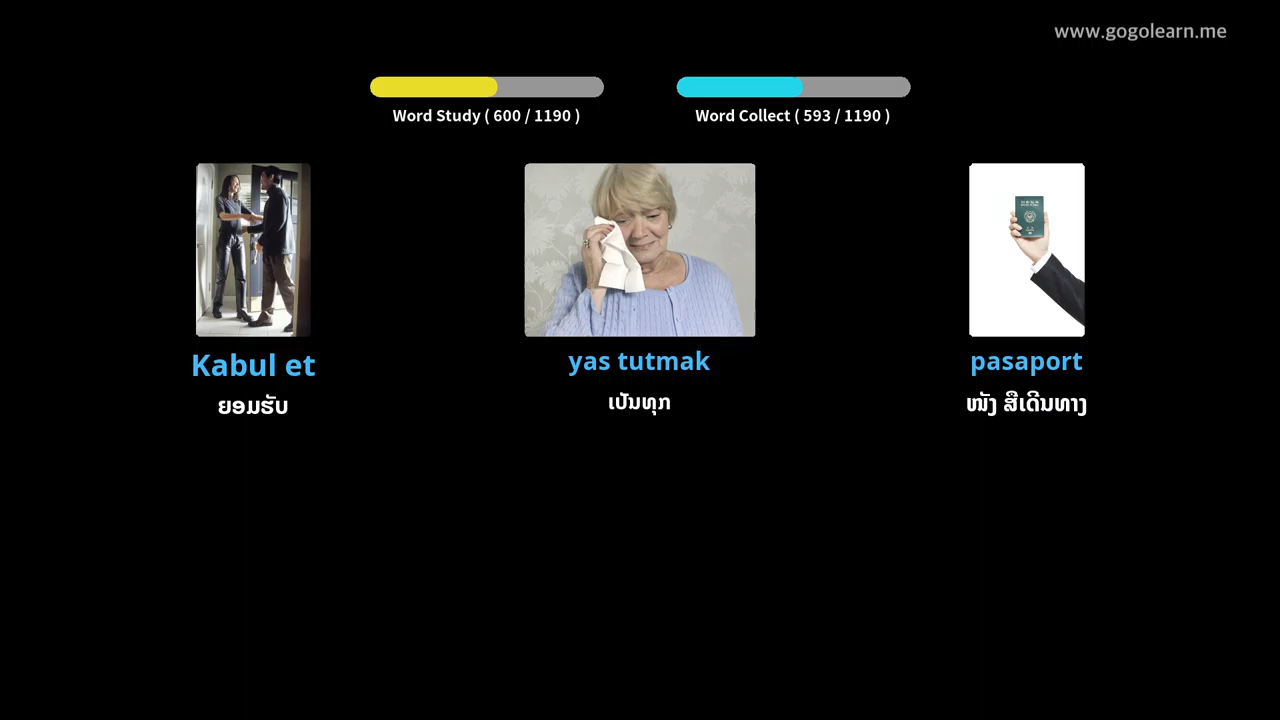 www.gogolearn.me
Word Study ( 600 / 1190 )
Word Collect ( 593 / 1190 )
Kabul et
yas tutmak
pasaport
ຍອມຮັບ
ເປັນທຸກ
ໜັງ ສືເດີນທາງ